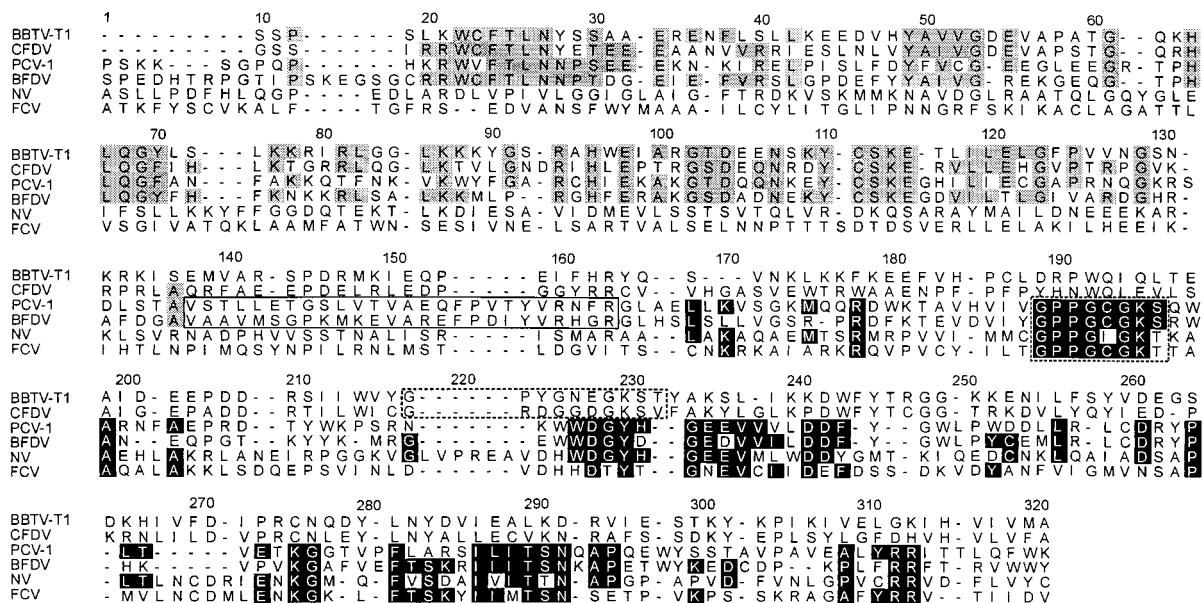 1 10 20 30 40 50 60
BBTV-T1 - - - - - - - - - S S P - - - - - - S L K W C F T L N Y S S A A - E R E N F L S L L K E E D V H Y A V V G D E V A P A T G - - Q K H
CFDV - - - - - - - - - G S S - - - - - - - I R R W C F T L N Y E T E E - E A A N V V R R I E S L N L V Y A I V G D E V A P S T G - - Q R H
PCV-1 P S K K - - S G P Q P - - - - - - H K R W V F T L N N P S E E - E K N - K I R E L P I S L F D Y F V C G - E E G L E E G R - T P H
BFDV S P E D H T R P G T I P S K E G S G C R R W C F T L N N P T D G - E I E - F V R S L G P D E F Y Y A I V G - R E K G E Q G - - T P H
NV A S L L P D F H L Q G P - - - - E D L A R D L V P I V L G G I G L A I G - F T R D K V S K M M K N A V D G L R A A T Q L G Q Y G L E
FCV A T K F Y S C V K A L F - - - T G F R S - - E D V A N S F W Y M A A A - I L C Y L I T G L I P N N G R F S K I K A C L A G A T T L
70 80 90 100 110 120 130
BBTV-T1 L Q G Y L S - - - L K K R I R L G G - L K K K Y G S - R A H W E I A R G T D E E N S K Y - C S K E - T L I L E L G F P V V N G S N -
CFDV L Q G F I H - - - L K T G R R L Q G - L K T V L G N D R I H L E P T R G S D E Q N R D Y - C S K E - - R V L L E H G V P T R P G V K -
PCV-1 L Q G F A N - - - F A K K Q T F N K - V K W Y F G A - R C H I E K A K G T D Q Q N K E Y - C S K E G H I L I E C G A P R N Q G K R S
BFDV L Q G Y F H - - - F K N K K R L S A - L K K M L P - - R G H F E R A K G S D A D N E K Y - C S K E G D V I L T L G I V A R D G H R -
NV I F S L L K K Y F F G G D Q T E K T - L K D I E S A - V I D M E V L S S T S V T Q L V R - D K Q S A R A Y M A I L D N E E E K A R -
FCV V S G I V A T Q K L A A M F A T W N - S E S I V N E - L S A R T V A L S E L N N P T T T S D T D S V E R L L E L A K I L H E E I K -
140 150 160 170 180 190
BBTV-T1 K R K I S E M V A R - S P D R M K I E Q P - - - - - E I F H R Y Q - - S - - - V N K L K K F K E E F V H - P C L D R P W Q I Q L T E
CFDV R P R L A A E - - A E E P D E L R L E D P - - - - - - G G Y R R C V - - H G A S V E W T R W A A E N P F - P F P Y H N W Q L E V L S
PCV-1 D L S T A V S T L L E T G S L V T V A E Q F P V T Y V R N F R G L A E L L K V S G K M Q Q R D W K T A V H V I V G P P G C G K S Q W
BFDV A F D G A V A A V M S G P K M K E V A R E F P D I Y V R H G R G L H S L S L L V G S R - P R D F K T E V D V I Y G P P G C G K S R W
NV K L S V R N A D P H V V S S T N A L I S R - - - - I S M A R A A - - L A K A Q A E M T S R M R P V V I - M M C G P P G I G K T K A
FCV I H T L N P I M Q S Y N P I L R N L M S T - - - - L D G V I T S - - C N K R K A I A R K R Q V P V C Y - I L T G P P G C G K T T A
200 210 220 230 240 250 260
BBTV-T1 A I D - E E P D D - - R S I I W V Y G - - - - - - P Y G N E G K S T Y A K S L - I K K D W F Y T R G G - K K E N I L F S Y V D E G S
CFDV A I G - E P A D D - - R T I L W I C G - - - - - - R D G G D G K S V F A K Y L G L K P D W F Y T C G G - T R K D V L Y Q Y I E D - P
PCV-1 A R N F A E P R D - - T Y W K P S R N - - - - - - K W W D G Y H - G E E V V V L D D F - Y - - G W L P W D D L L R - L C D R Y P
BFDV A N - - E Q P G T - - K Y Y K - M R G - - - - - - E W W D G Y D - G E D V V I L D D F - Y - - G W L P Y C E M L R - L C D R Y P
NV A E H L A K R L A N E I R P G G K V G L V P R E A V D H W D G Y H - G E E V M L W D D Y G M T - K I Q E D C N K L Q A I A D S A P
FCV A Q A L A K K L S D Q E P S V I N L D - - - - - V D H H D T Y T - G N E V C I I D E F D S S - D K V D Y A N F V I G M V N S A P
270 280 290 300 310 320
BBTV-T1 D K H I V F D - I P R C N Q D Y - L N Y D V I E A L K D - R V I E - S T K Y - K P I K I V E L G K I H - V I V M A
CFDV K R N L I L D - V P R C N L E Y - L N Y Q L L E C V K N - R A F S - S D K Y - E P L S H L G F D H V H - V L V F A
PCV-1 - L T - - - - - V E T K G G T V P F L A R S I L I T S N Q A P Q E W Y S S T A V P A V E A L Y R R I T T L Q F W K
BFDV - H K - - - - - V P V K G A F V E F T S K R I I I T S N K A P E T W Y K E D C D P - - K P L F R R F T - R V W W Y
NV - L T L N C D R I E N K G M - Q - F V S D A I V I T T N - A P G P - A P V D - F V N L G P V C R R V D - F L I V Y C
FCV - M V L N C D M L E N K G K - L - F T S K Y I I M T S N - S E T P - V K P S - S K R A G A F Y R R V T - I I D V T